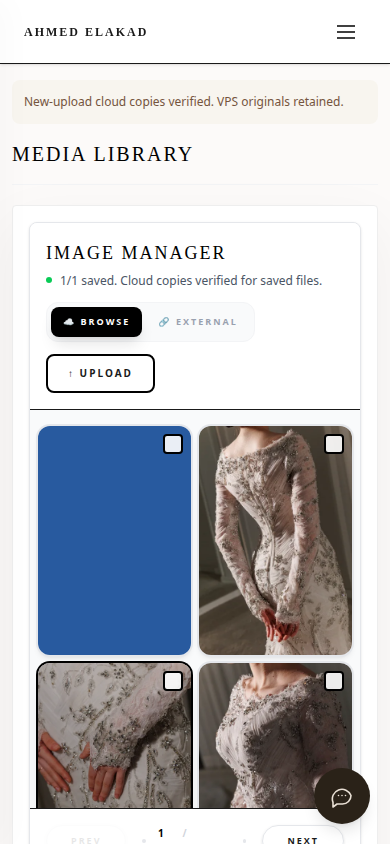 AHMED ELAKAD
New-upload cloud copies verified. VPS originals retained.
MEDIA LIBRARY
IMAGE MANAGER
1/1 saved. Cloud copies verified for saved files.
☁️ BROWSE
🔗 EXTERNAL
↑ UPLOAD
PREV
1 /
NEXT